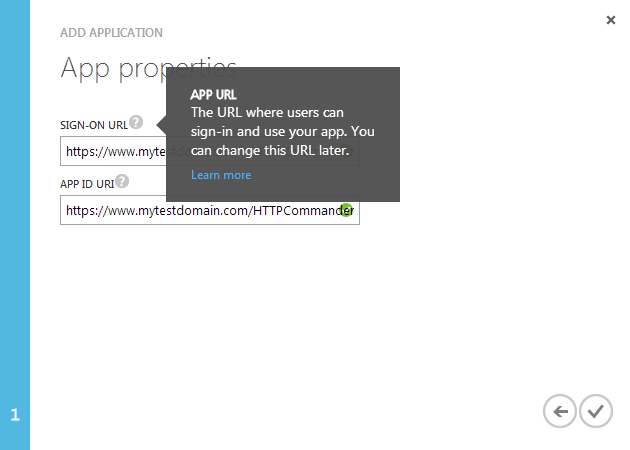 ADD APPLICATION
App properties
APP URL
The URL where users can
sign-in and use your app. You
can change this URL later.
Learn more
SIGN-ON URL ?
https://www.myteste
APP ID URI ?
https://www.mytestdomain.com/HTTPCommander
1